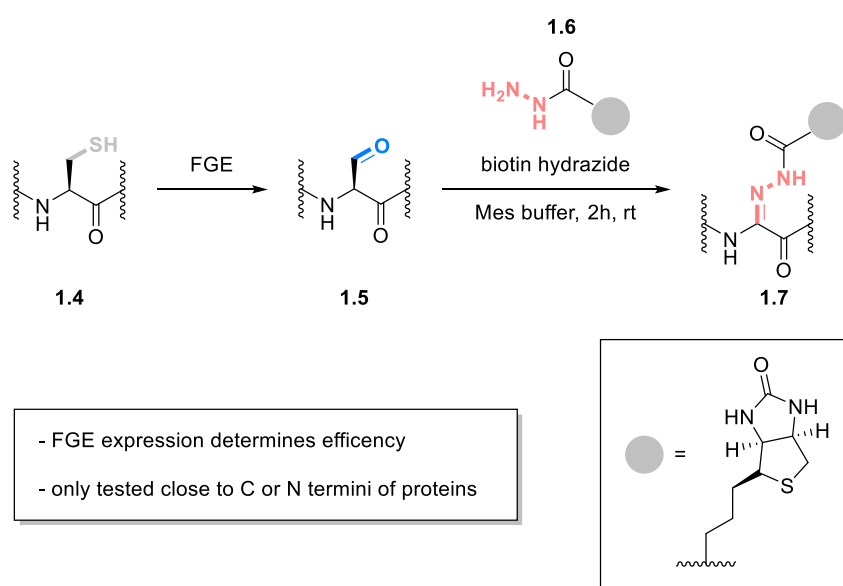 1.6
O
H2N
N
H
SH
N
H
O
1.4
FGE
O
N
H
O
1.5
biotin hydrazide
Mes buffer, 2h, rt
O
N
NH
N
H
O
1.7
- FGE expression determines efficency
- only tested close to C or N termini of proteins
=
O
HN
NH
H
H
S